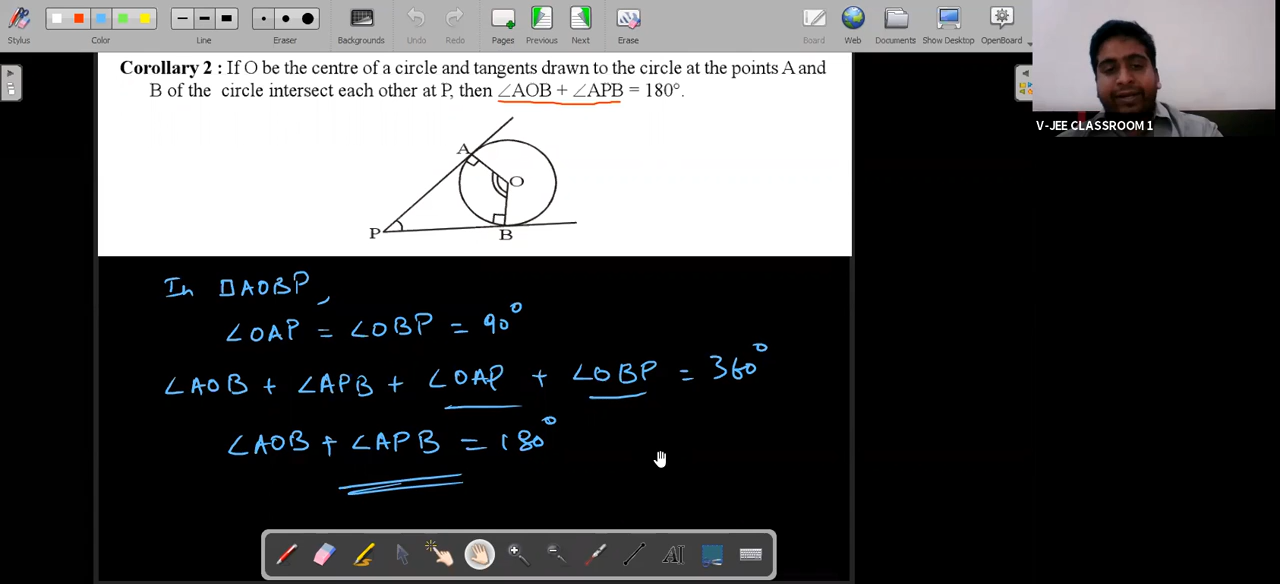 Stylus
Color
Line
Eraser
Backgrounds
Undo
Redo
Pages
Previous
Next
Erase
Board
Web
Documents
Show Desktop
OpenBoard
V-JEE CLASSROOM 1
Corollary 2 : If O be the centre of a circle and tangents drawn to the circle at the points A and
B of the circle intersect each other at P, then ∠AOB + ∠APB = 180°.
A
O
P
B
In □AOBP,
∠OAP = ∠OBP = 90°
∠AOB + ∠APB + ∠OAP + ∠OBP = 360°
∠AOB + ∠APB = 180°
AI